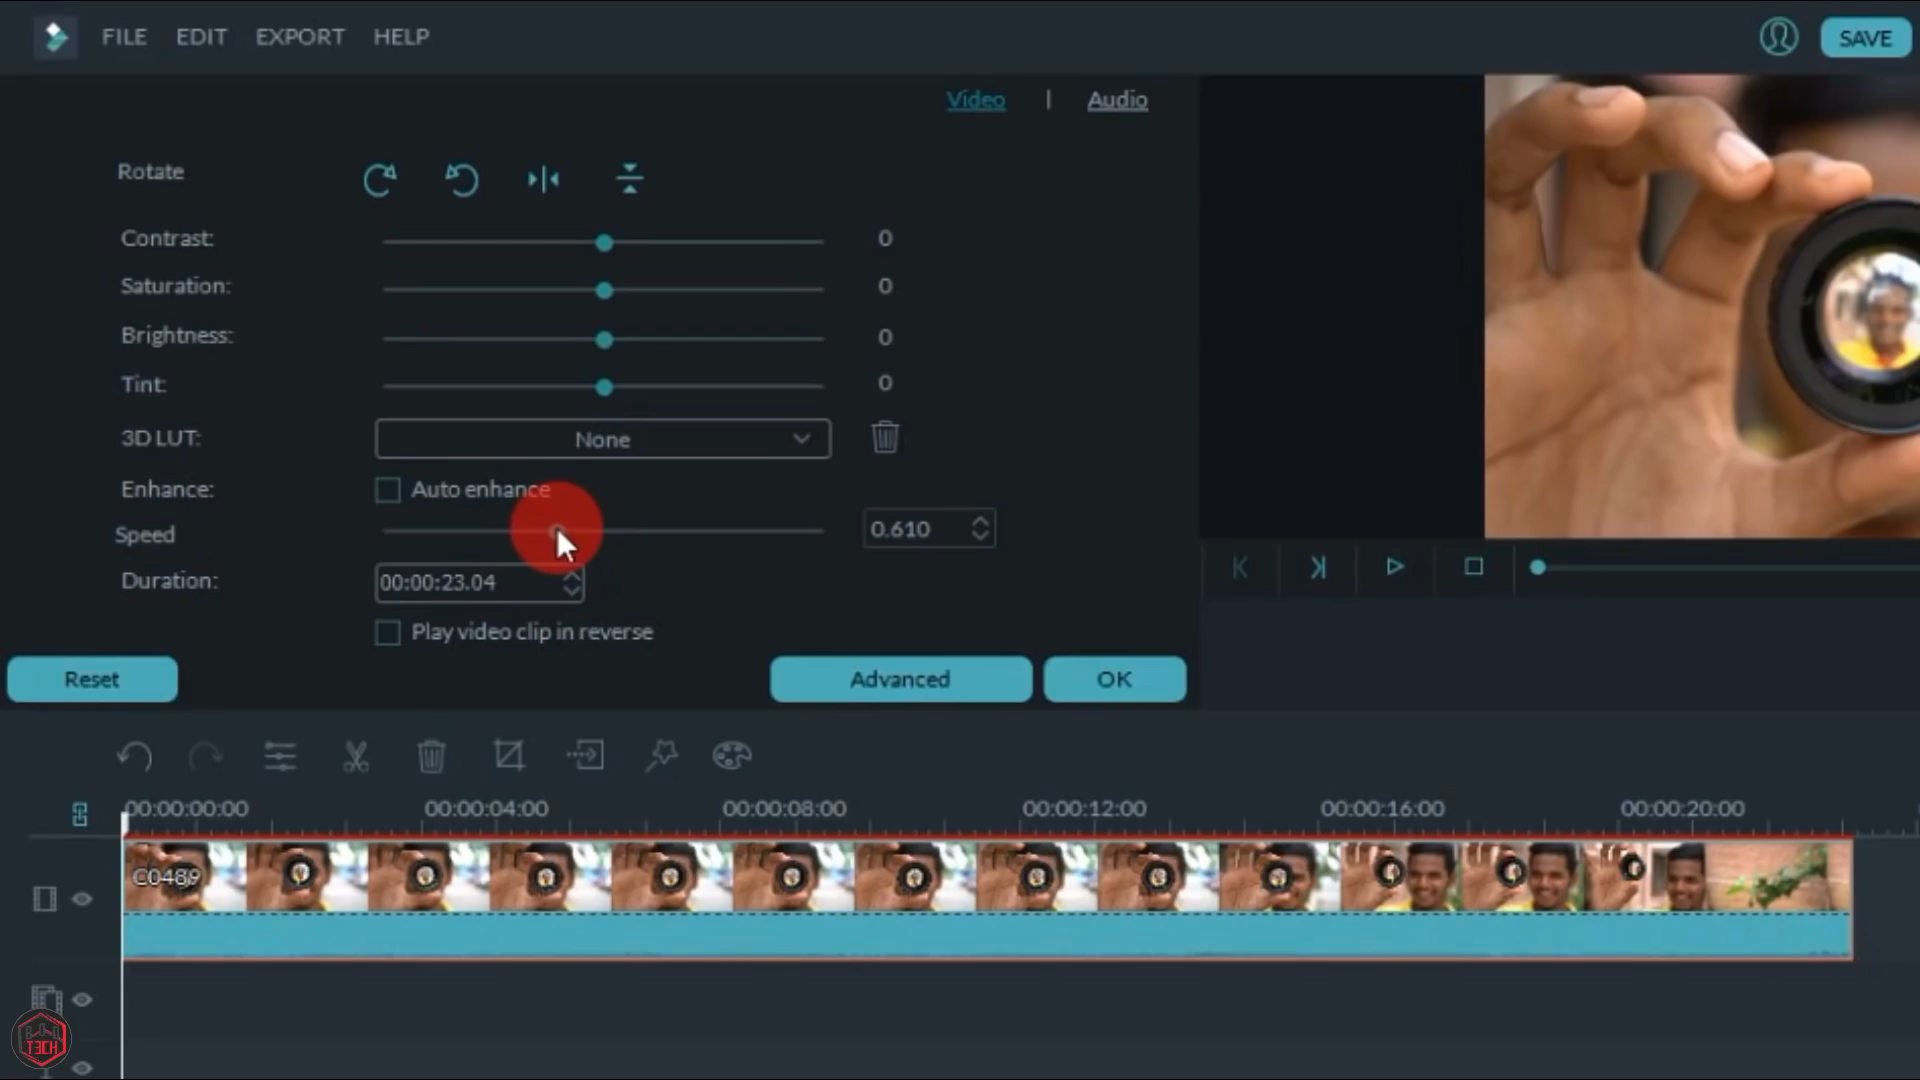 FILE EDIT EXPORT HELP SAVE
Video | Audio
Rotate
Contrast: 0
Saturation: 0
Brightness: 0
Tint: 0
3D LUT: None
Enhance: Auto enhance
Speed 0.610
Duration: 00:00:23.04
Play video clip in reverse
Reset Advanced OK
00:00:00:00 00:00:04:00 00:00:08:00 00:00:12:00 00:00:16:00 00:00:20:00
C0489
TECH